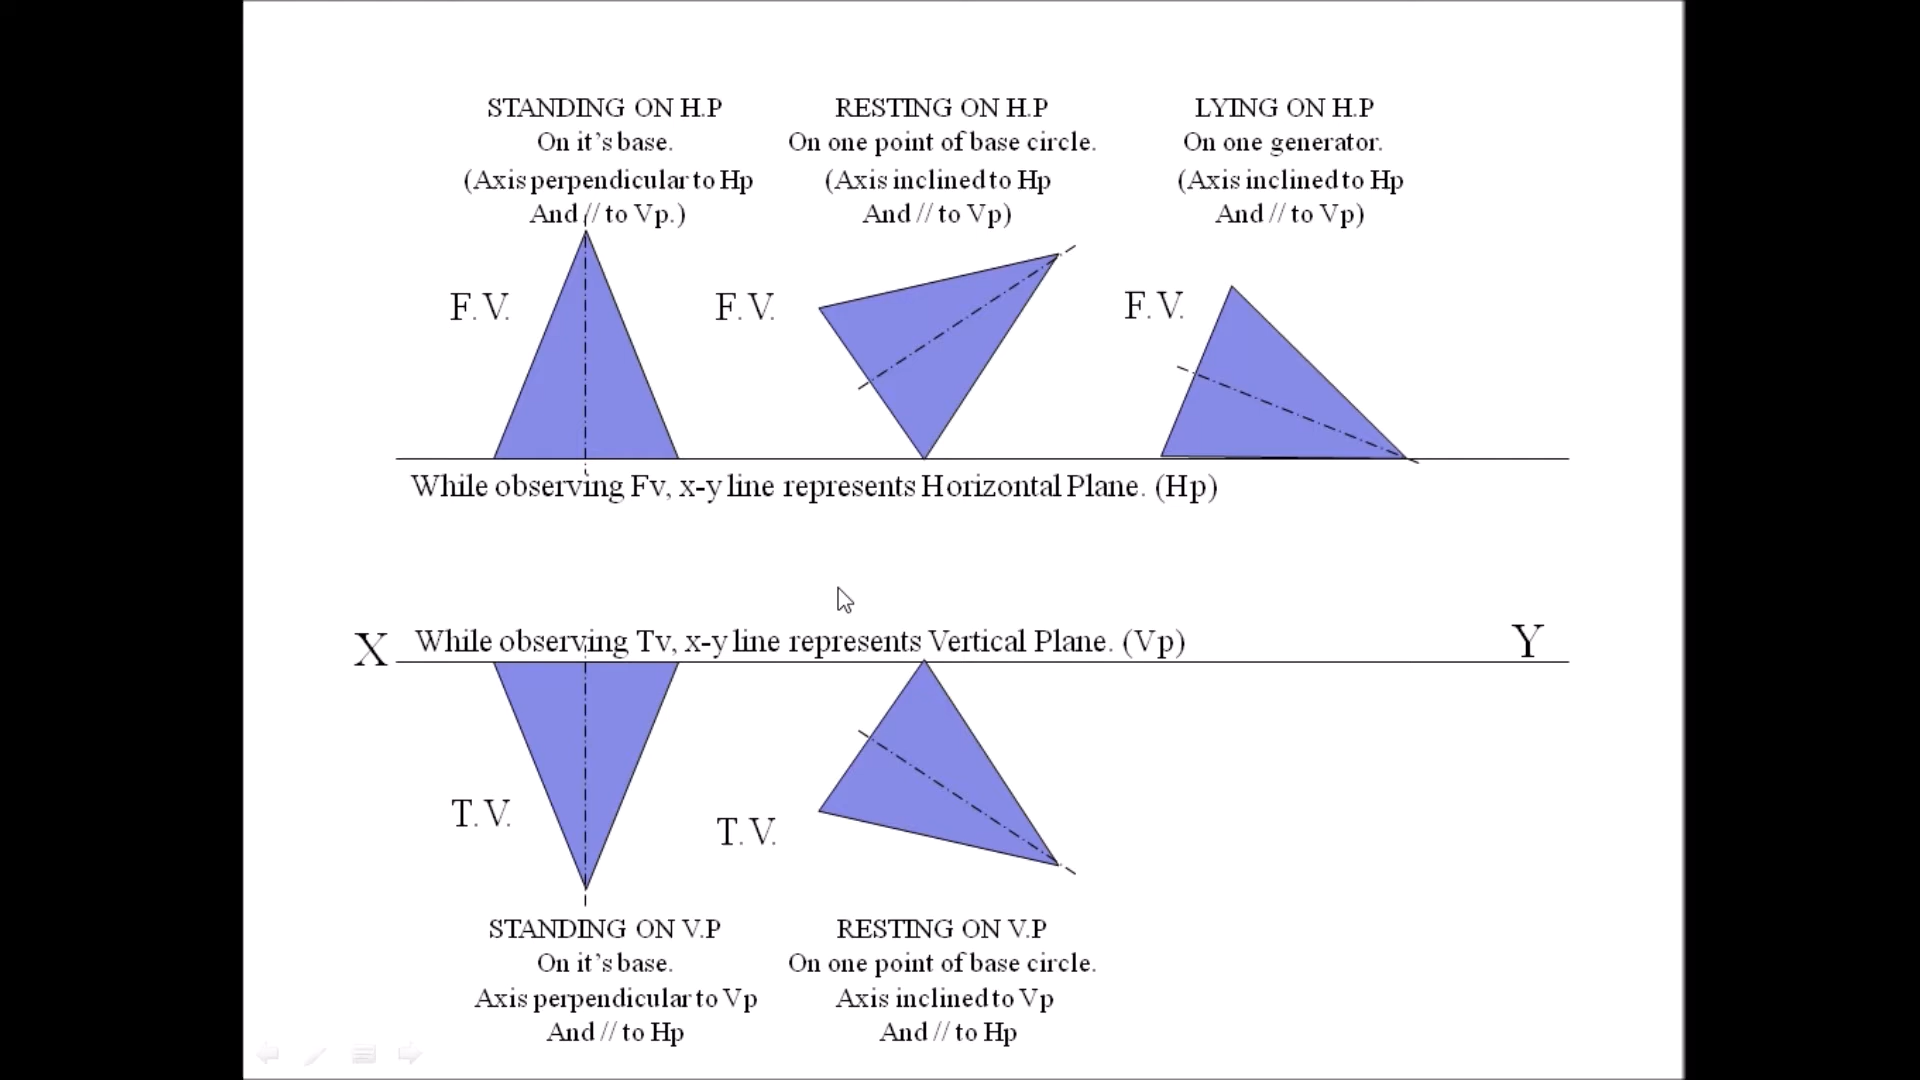 STANDING ON H.P
On it's base.
(Axis perpendicular to Hp
And // to Vp.)
RESTING ON H.P
On one point of base circle.
(Axis inclined to Hp
And // to Vp)
LYING ON H.P
On one generator.
(Axis inclined to Hp
And // to Vp)
F.V.
F.V.
F.V.
While observing Fv, x-y line represents Horizontal Plane. (Hp)
X
While observing Tv, x-y line represents Vertical Plane. (Vp)
Y
T.V.
T.V.
STANDING ON V.P
On it's base.
Axis perpendicular to Vp
And // to Hp
RESTING ON V.P
On one point of base circle.
Axis inclined to Vp
And // to Hp